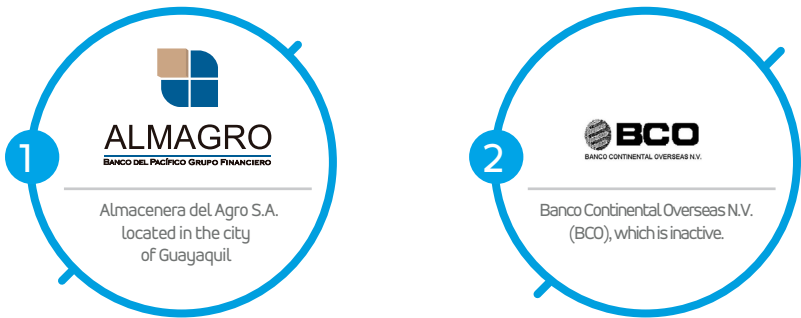 1
ALMAGRO
BANCO DEL PACÍFICO GRUPO FINANCIERO
Almacenera del Agro S.A.
located in the city
of Guayaquil
2
BCO
BANCO CONTINENTAL OVERSEAS N.V.
Banco Continental Overseas N.V.
(BCO), which is inactive.